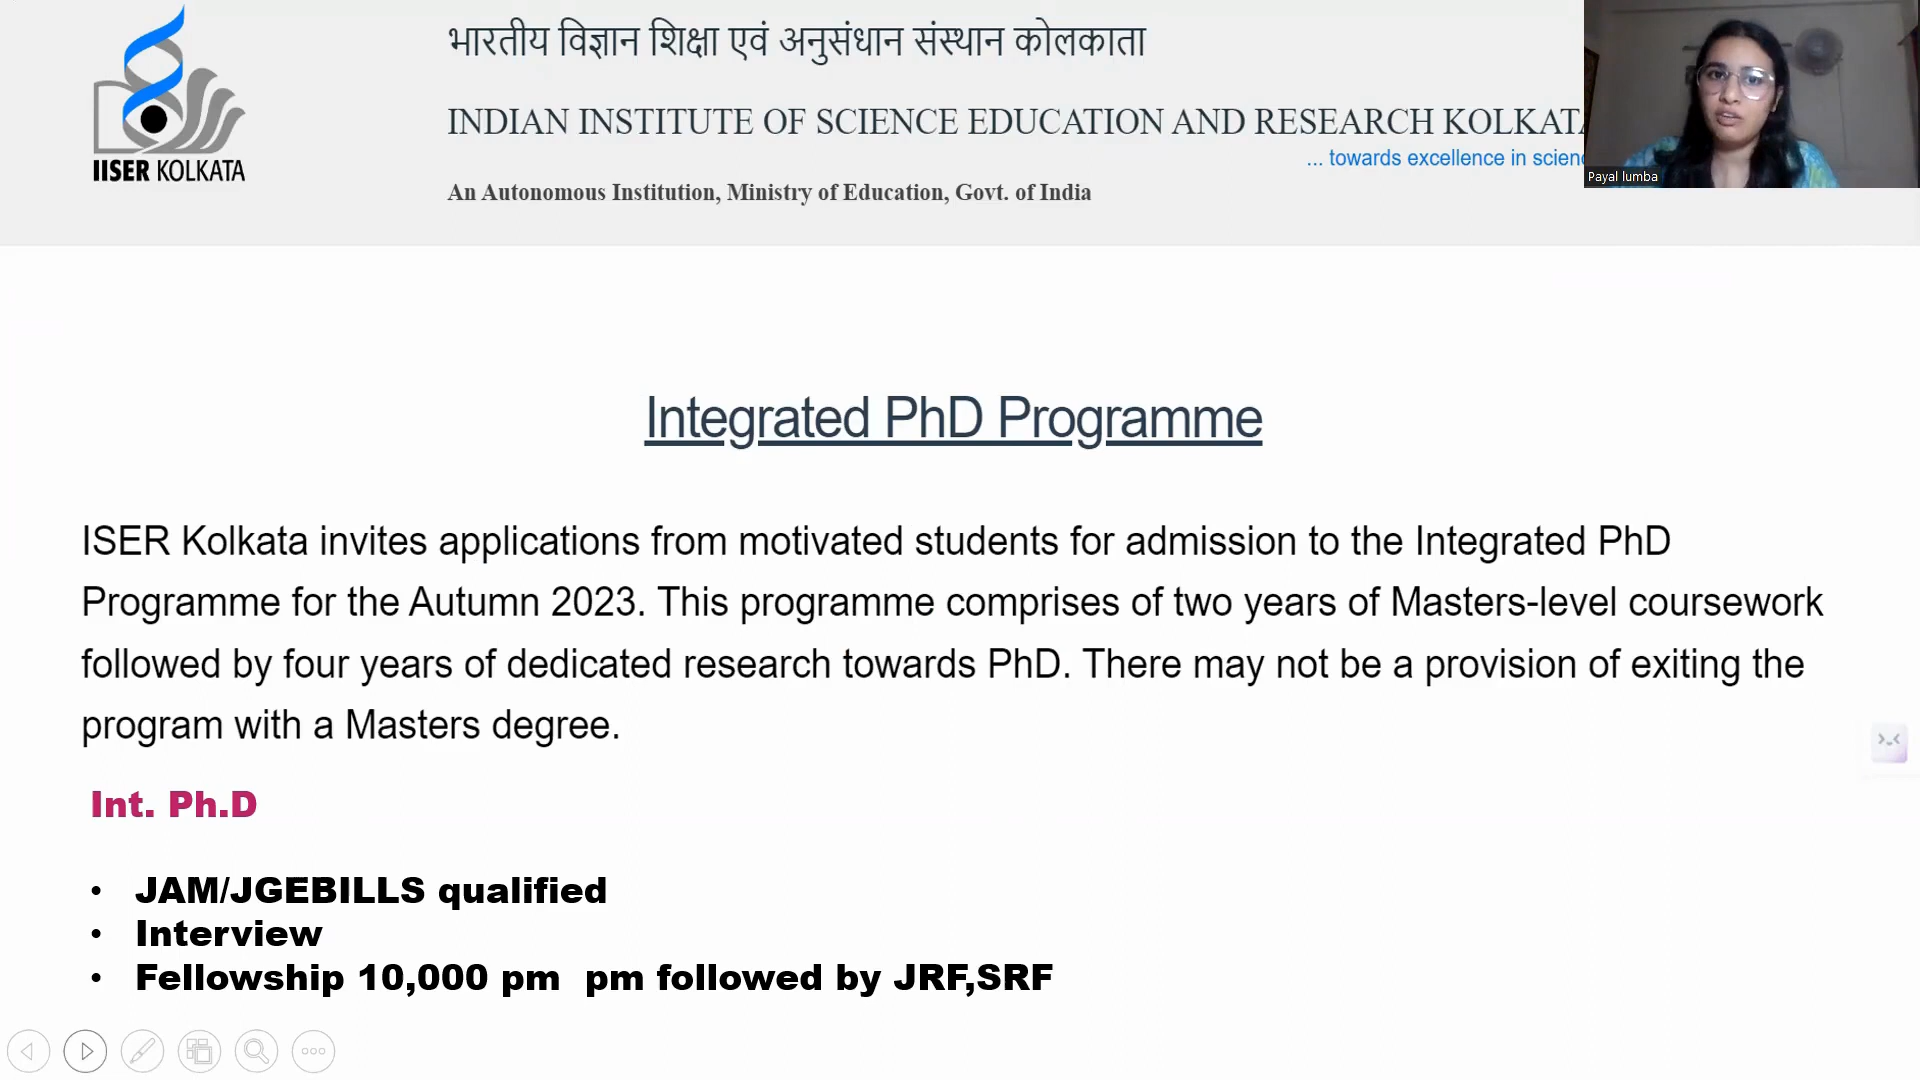 भारतीय विज्ञान शिक्षा एवं अनुसंधान संस्थान कोलकाता
INDIAN INSTITUTE OF SCIENCE EDUCATION AND RESEARCH KOLKATA
... towards excellence in scienc
An Autonomous Institution, Ministry of Education, Govt. of India
IISER KOLKATA
Payal lumba
Integrated PhD Programme
ISER Kolkata invites applications from motivated students for admission to the Integrated PhD
Programme for the Autumn 2023. This programme comprises of two years of Masters-level coursework
followed by four years of dedicated research towards PhD. There may not be a provision of exiting the
program with a Masters degree.
Int. Ph.D
• JAM/JGEBILLS qualified
• Interview
• Fellowship 10,000 pm  pm followed by JRF,SRF